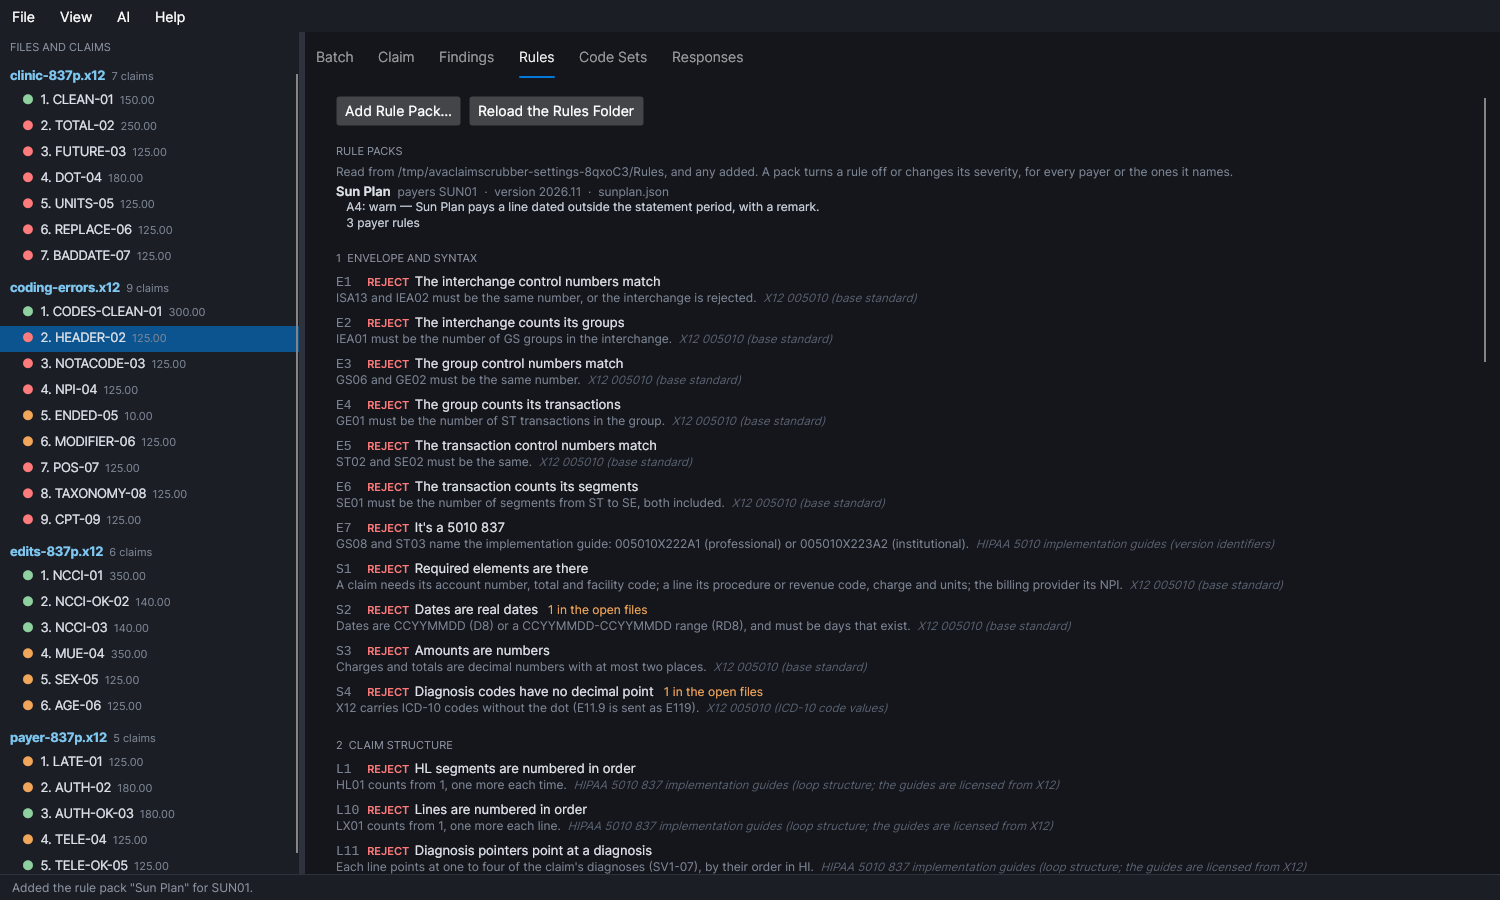 File View AI Help
FILES AND CLAIMS
clinic-837p.x12 7 claims
1. CLEAN-01 150.00
2. TOTAL-02 250.00
3. FUTURE-03 125.00
4. DOT-04 180.00
5. UNITS-05 125.00
6. REPLACE-06 125.00
7. BADDATE-07 125.00
coding-errors.x12 9 claims
1. CODES-CLEAN-01 300.00
2. HEADER-02 125.00
3. NOTACODE-03 125.00
4. NPI-04 125.00
5. ENDED-05 10.00
6. MODIFIER-06 125.00
7. POS-07 125.00
8. TAXONOMY-08 125.00
9. CPT-09 125.00
edits-837p.x12 6 claims
1. NCCI-01 350.00
2. NCCI-OK-02 140.00
3. NCCI-03 140.00
4. MUE-04 350.00
5. SEX-05 125.00
6. AGE-06 125.00
payer-837p.x12 5 claims
1. LATE-01 125.00
2. AUTH-02 180.00
3. AUTH-OK-03 180.00
4. TELE-04 125.00
5. TELE-OK-05 125.00
Batch Claim Findings Rules Code Sets Responses
Add Rule Pack... Reload the Rules Folder
RULE PACKS
Read from /tmp/avaclaimscrubber-settings-8qxoC3/Rules, and any added. A pack turns a rule off or changes its severity, for every payer or the ones it names.
Sun Plan payers SUN01 · version 2026.11 · sunplan.json
A4: warn — Sun Plan pays a line dated outside the statement period, with a remark.
3 payer rules
1 ENVELOPE AND SYNTAX
E1 REJECT The interchange control numbers match
ISA13 and IEA02 must be the same number, or the interchange is rejected. X12 005010 (base standard)
E2 REJECT The interchange counts its groups
IEA01 must be the number of GS groups in the interchange. X12 005010 (base standard)
E3 REJECT The group control numbers match
GS06 and GE02 must be the same number. X12 005010 (base standard)
E4 REJECT The group counts its transactions
GE01 must be the number of ST transactions in the group. X12 005010 (base standard)
E5 REJECT The transaction control numbers match
ST02 and SE02 must be the same. X12 005010 (base standard)
E6 REJECT The transaction counts its segments
SE01 must be the number of segments from ST to SE, both included. X12 005010 (base standard)
E7 REJECT It's a 5010 837
GS08 and ST03 name the implementation guide: 005010X222A1 (professional) or 005010X223A2 (institutional). HIPAA 5010 implementation guides (version identifiers)
S1 REJECT Required elements are there
A claim needs its account number, total and facility code; a line its procedure or revenue code, charge and units; the billing provider its NPI. X12 005010 (base standard)
S2 REJECT Dates are real dates 1 in the open files
Dates are CCYYMMDD (D8) or a CCYYMMDD-CCYYMMDD range (RD8), and must be days that exist. X12 005010 (base standard)
S3 REJECT Amounts are numbers
Charges and totals are decimal numbers with at most two places. X12 005010 (base standard)
S4 REJECT Diagnosis codes have no decimal point 1 in the open files
X12 carries ICD-10 codes without the dot (E11.9 is sent as E119). X12 005010 (ICD-10 code values)
2 CLAIM STRUCTURE
L1 REJECT HL segments are numbered in order
HL01 counts from 1, one more each time. HIPAA 5010 837 implementation guides (loop structure; the guides are licensed from X12)
L10 REJECT Lines are numbered in order
LX01 counts from 1, one more each line. HIPAA 5010 837 implementation guides (loop structure; the guides are licensed from X12)
L11 REJECT Diagnosis pointers point at a diagnosis
Each line points at one to four of the claim's diagnoses (SV1-07), by their order in HI. HIPAA 5010 837 implementation guides (loop structure; the guides are licensed from X12)
Added the rule pack "Sun Plan" for SUN01.